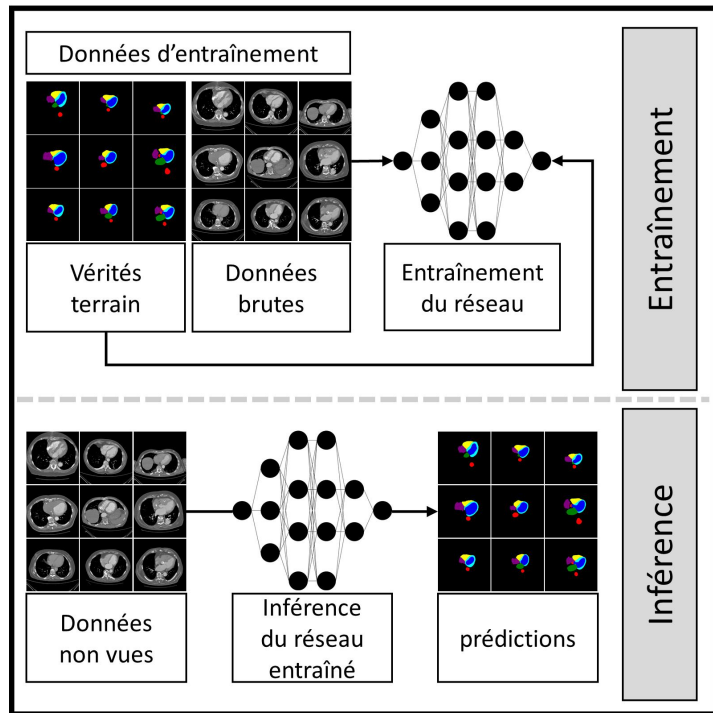 Données d’entraînement
Vérités
terrain
Données
brutes
Entraînement
du réseau
Entraînement
Données
non vues
Inférence
du réseau
entraîné
prédictions
Inférence